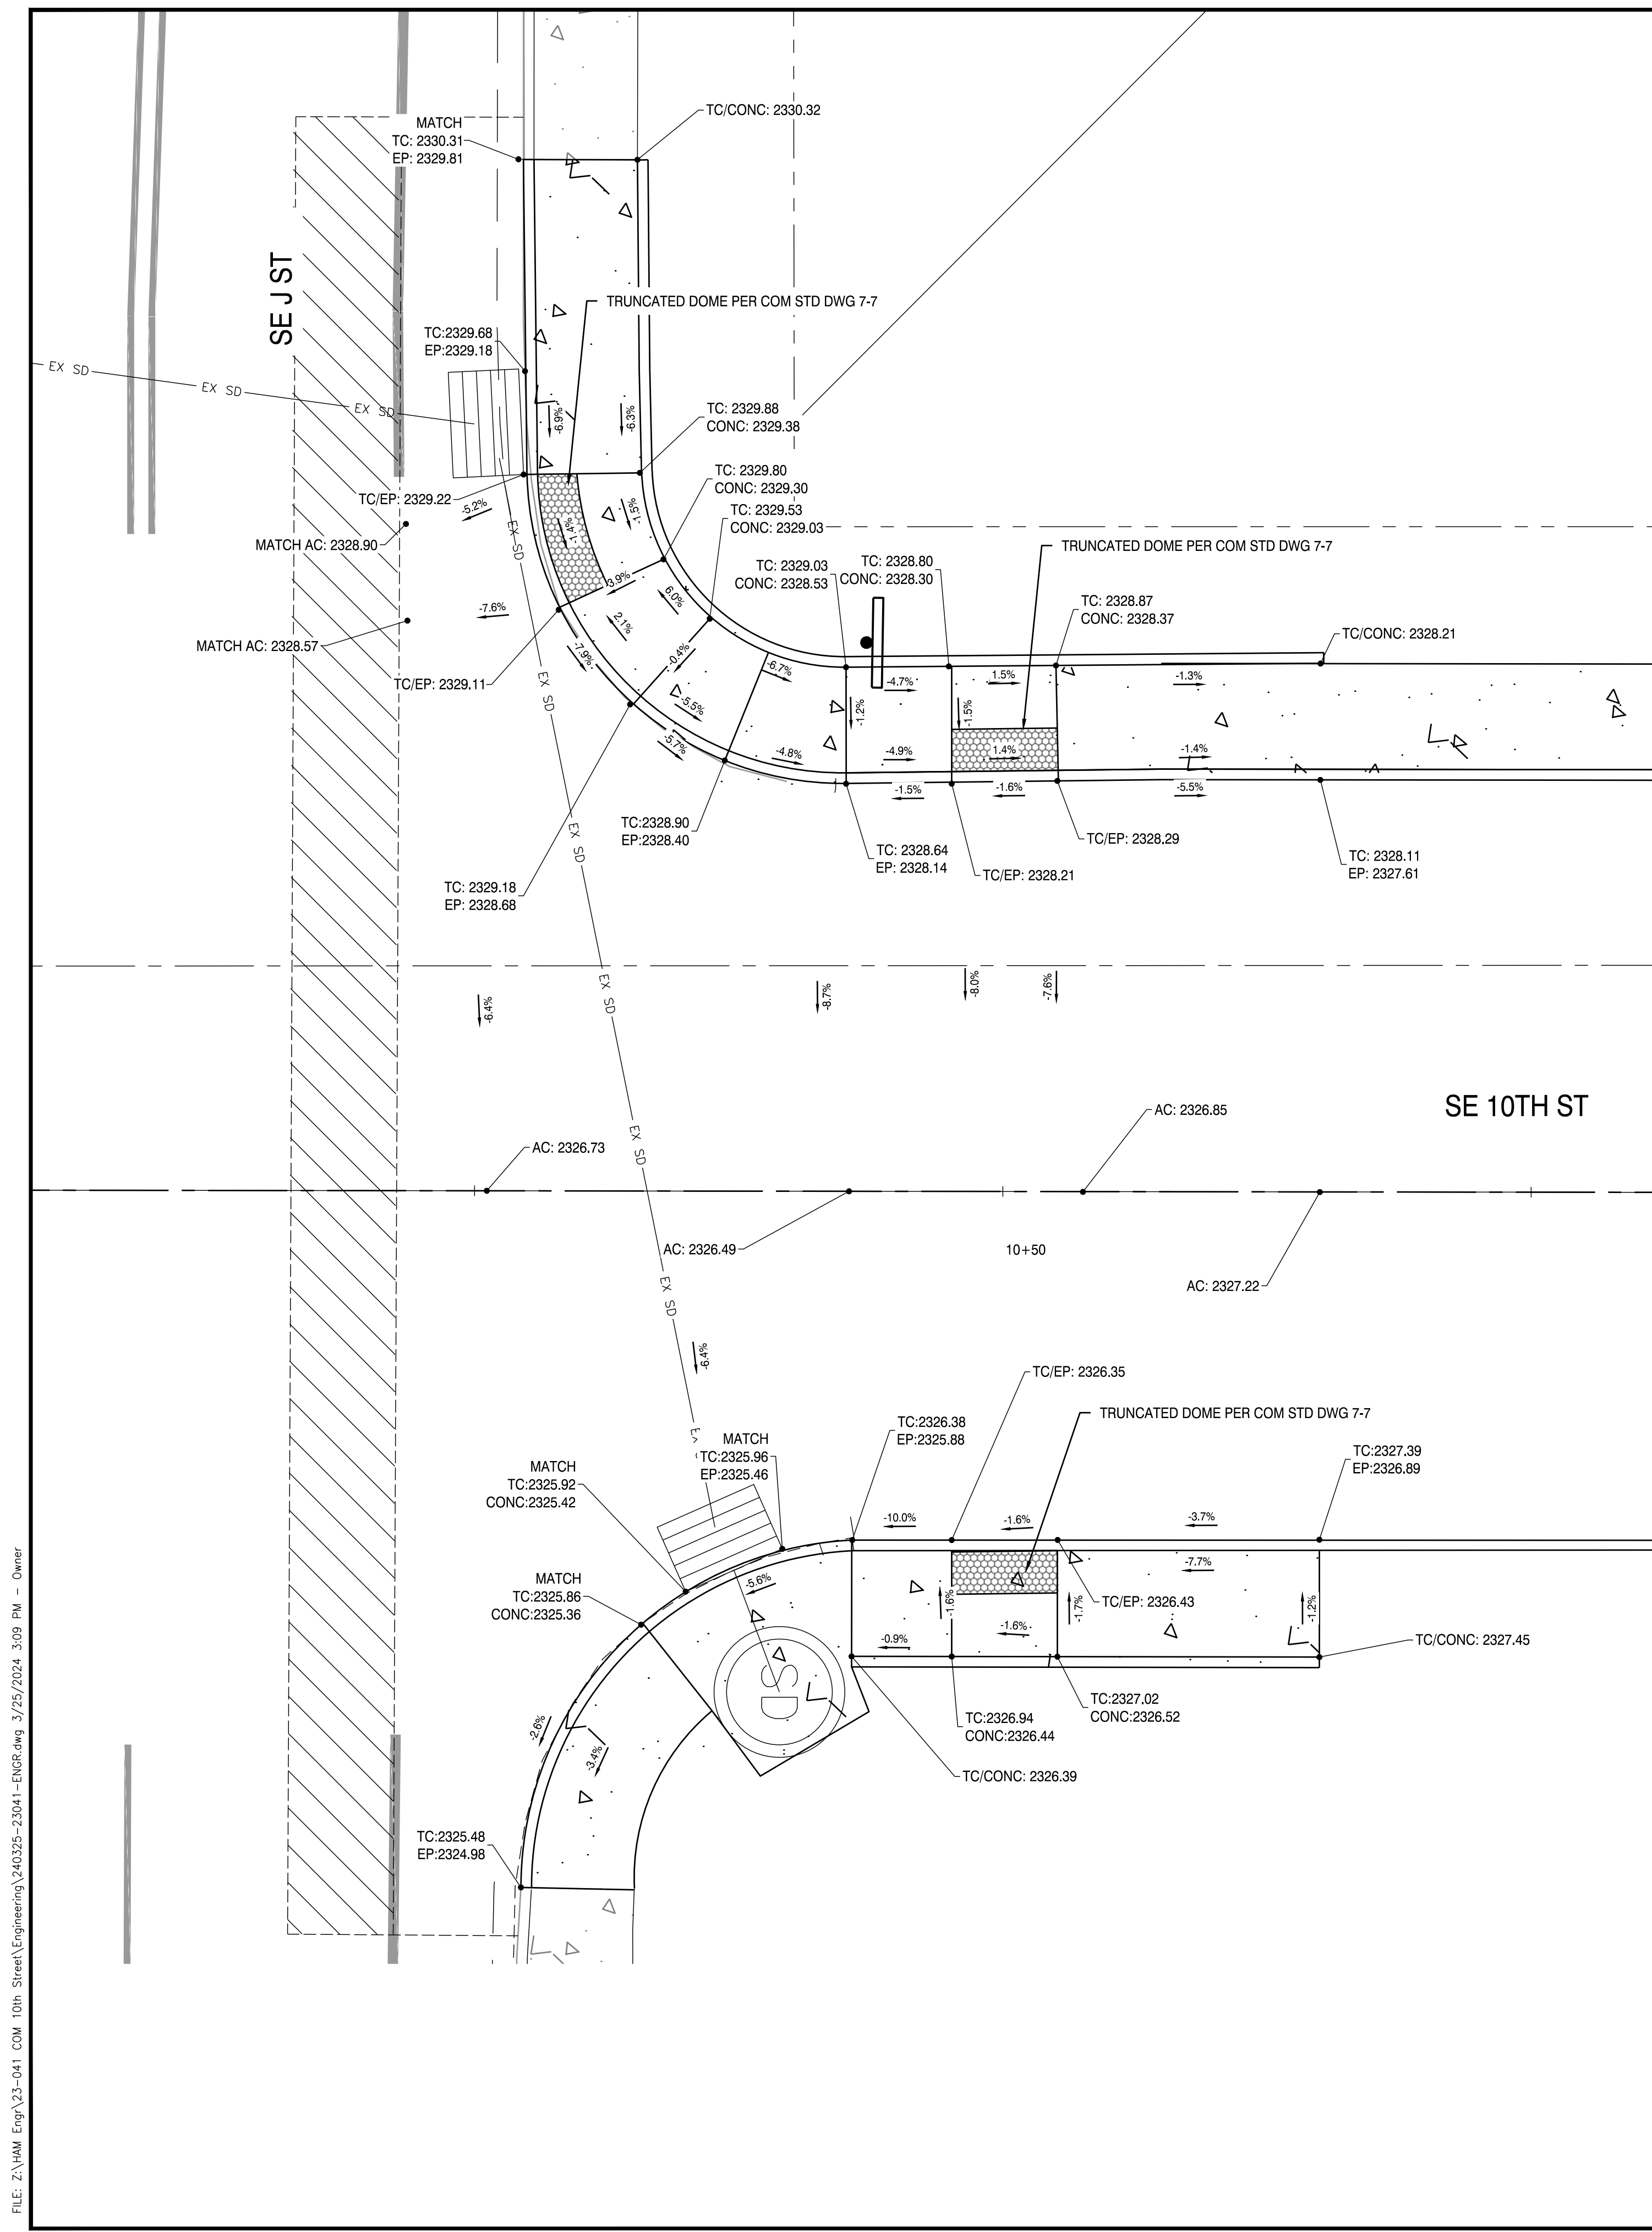 TC/CONC: 2330.32
MATCH
TC: 2330.31
EP: 2329.81
SE J ST
TRUNCATED DOME PER COM STD DWG 7-7
TC:2329.68
EP:2329.18
EX SD
EX SD
EX SD
-6.9%
-6.3%
TC: 2329.88
CONC: 2329.38
TC: 2329.80
CONC: 2329.30
TC/EP: 2329.22
-5.2%
-1.5%
-1.4%
TC: 2329.53
CONC: 2329.03
MATCH AC: 2328.90
EX SD
TRUNCATED DOME PER COM STD DWG 7-7
TC: 2329.03
CONC: 2328.53
TC: 2328.80
CONC: 2328.30
-3.9%
6.0%
TC: 2328.87
CONC: 2328.37
-7.6%
2.1%
TC/CONC: 2328.21
MATCH AC: 2328.57
-7.9%
-0.4%
-6.7%
TC/EP: 2329.11
EX SD
-4.7%
1.5%
-1.3%
-5.5%
-1.2%
-1.5%
-5.7%
-4.8%
-4.9%
1.4%
-1.4%
-1.5%
-1.6%
-5.5%
TC:2328.90
EP:2328.40
EX SD
TC: 2328.64
EP: 2328.14
TC/EP: 2328.21
TC/EP: 2328.29
TC: 2328.11
EP: 2327.61
TC: 2329.18
EP: 2328.68
EX SD
-6.4%
-8.7%
-8.0%
-7.6%
SE 10TH ST
AC: 2326.73
EX SD
AC: 2326.85
AC: 2326.49
10+50
AC: 2327.22
EX SD
-6.4%
TC/EP: 2326.35
TRUNCATED DOME PER COM STD DWG 7-7
TC:2326.38
EP:2325.88
MATCH
TC:2325.96
EP:2325.46
TC:2327.39
EP:2326.89
MATCH
TC:2325.92
CONC:2325.42
-10.0%
-1.6%
-3.7%
MATCH
TC:2325.86
CONC:2325.36
-5.6%
-7.7%
-1.6%
-1.7%
-1.2%
TC/EP: 2326.43
-0.9%
-1.6%
TC/CONC: 2327.45
SD
TC:2327.02
CONC:2326.52
TC:2326.94
CONC:2326.44
-2.6%
-3.4%
TC/CONC: 2326.39
TC:2325.48
EP:2324.98
FILE: Z:\HAM Engr\23-041 COM 10th Street\Engineering\240325-23041-ENGR.dwg 3/25/2024 3:09 PM - Owner